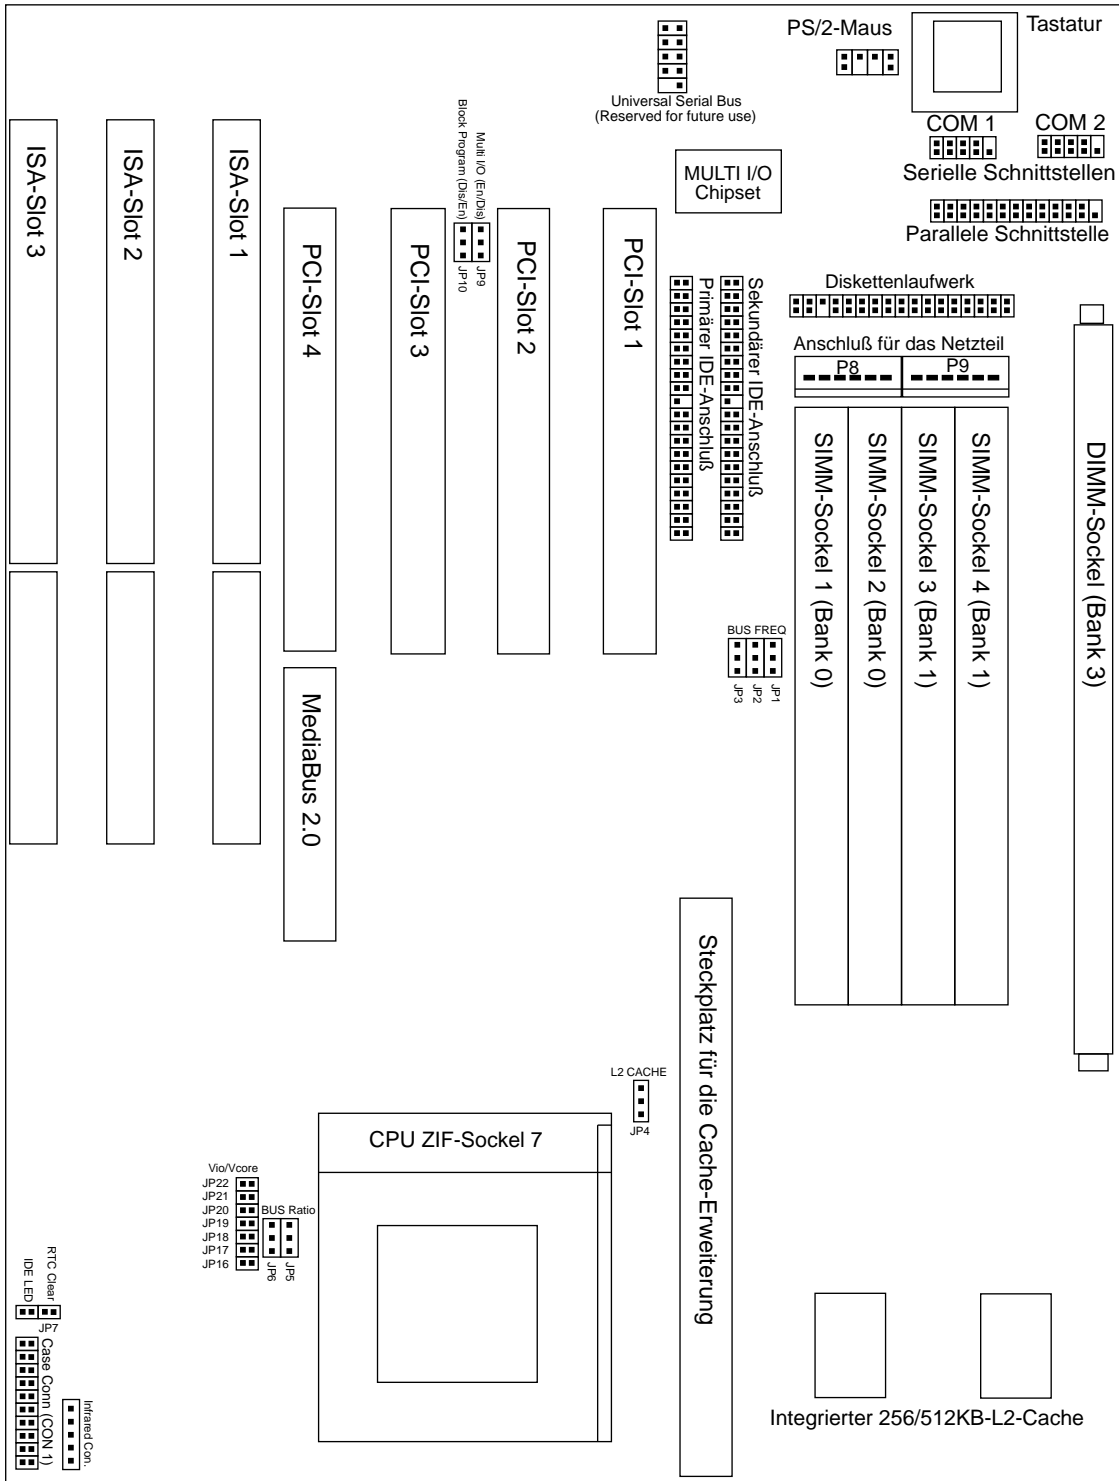 PS/2-Maus
Tastatur
Universal Serial Bus
(Reserved for future use)
COM 1
COM 2
Serielle Schnittstellen
MULTI I/O
Chipset
Parallele Schnittstelle
ISA-Slot 3
ISA-Slot 2
ISA-Slot 1
PCI-Slot 4
PCI-Slot 3
Block Program (Dis/En)
Multi I/O (En/Dis)
JP10
JP9
PCI-Slot 2
PCI-Slot 1
Primärer IDE-Anschluß
Sekundärer IDE-Anschluß
Diskettenlaufwerk
Anschluß für das Netzteil
P8
P9
SIMM-Sockel 1 (Bank 0)
SIMM-Sockel 2 (Bank 0)
SIMM-Sockel 3 (Bank 1)
SIMM-Sockel 4 (Bank 1)
DIMM-Sockel (Bank 3)
BUS FREQ
JP3
JP2
JP1
MediaBus 2.0
Steckplatz für die Cache-Erweiterung
L2 CACHE
JP4
CPU ZIF-Sockel 7
Vio/Vcore
JP22
JP21
JP20
JP19
JP18
JP17
JP16
BUS Ratio
JP6
JP5
IDE LED
RTC Clear
JP7
Case Conn (CON 1)
Infrared Con.
Integrierter 256/512KB-L2-Cache